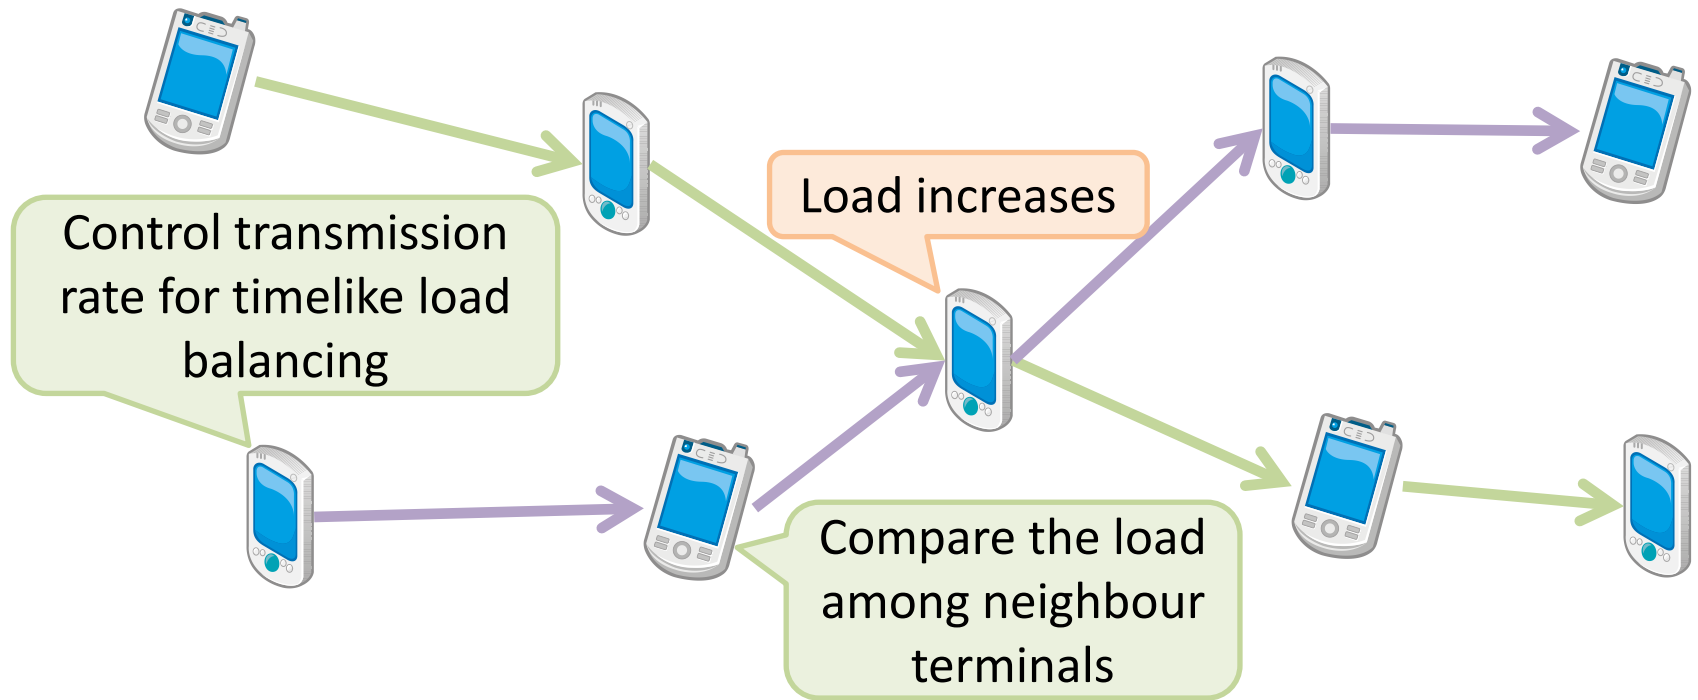 Load increases
Control transmission
rate for timelike load
balancing
Compare the load
among neighbour
terminals